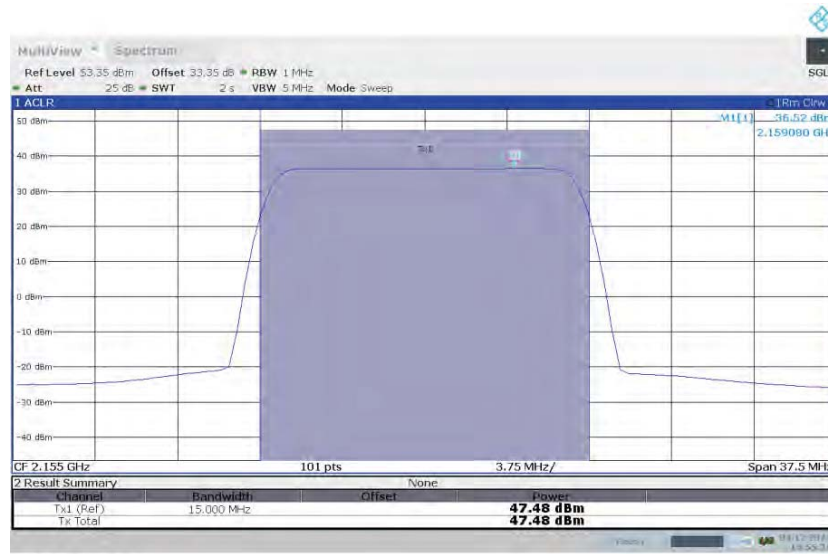 MultiView Spectrum
Ref Level 53.35 dBm Offset 33.35 dB RBW 1 MHz SGL
Att 25 dB SWT 2 s VBW 5 MHz Mode Sweep
1 ACLR 1Rm Clrw
50 dBm M1[1] 36.52 dBm
2.159080 GH
Tx1
40 dBm M1
30 dBm
20 dBm
10 dBm
0 dBm
-10 dBm
-20 dBm
-30 dBm
-40 dBm
CF 2.155 GHz 101 pts 3.75 MHz/ Span 37.5 MH
2 Result Summary None
Channel Bandwidth Offset Power
Tx1 (Ref) 15.000 MHz 47.48 dBm
Tx Total 47.48 dBm